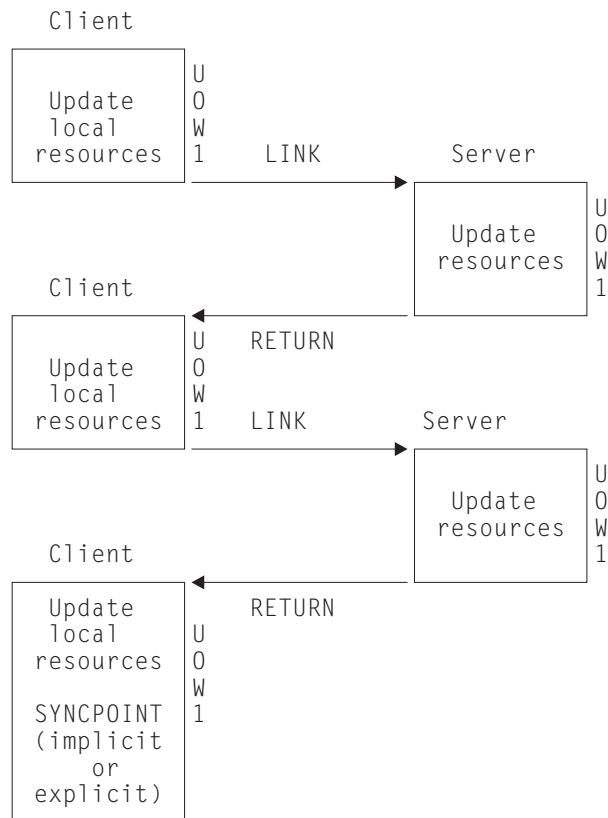 Client
Update
local
resources
U
O
W
1
LINK
Server
Update
resources
U
O
W
1
Client
RETURN
Update
local
resources
U
O
W
1
LINK
Server
Update
resources
U
O
W
1
Client
RETURN
Update
local
resources
SYNCPOINT
(implicit
or
explicit)
U
O
W
1